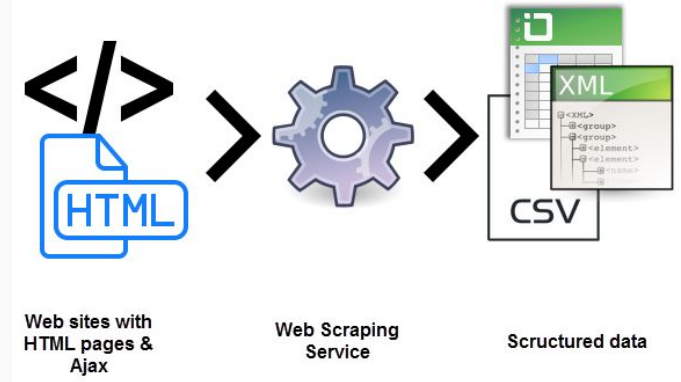 </>
HTML
XML
<XML>
<group>
<group>
<element>
<element>
<name>
CSV
Web sites with
HTML pages &
Ajax
Web Scraping
Service
Scructured data